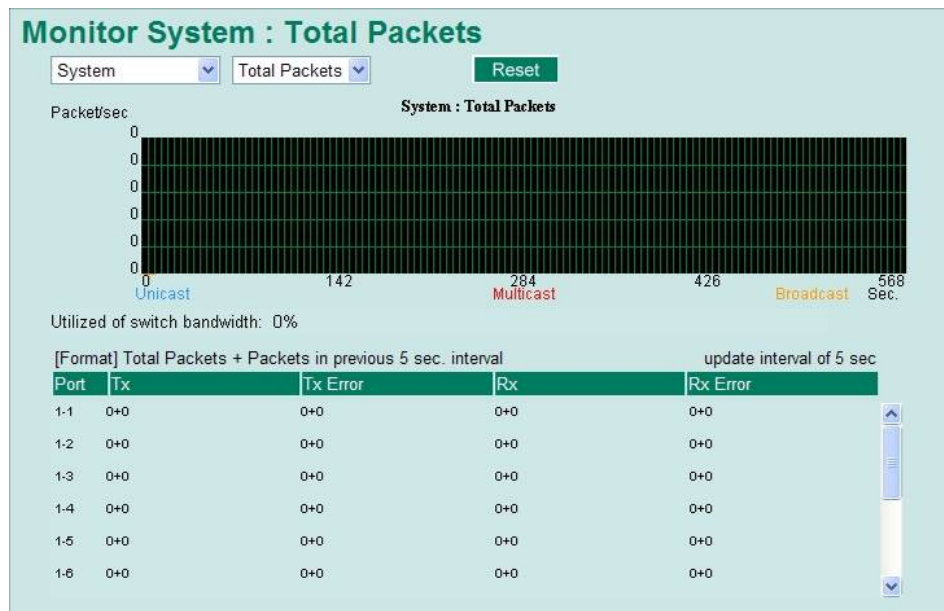 Monitor System : Total Packets
System Total Packets Reset
System : Total Packets
Packet/sec
0
0
0
0
0
0
0 142 284 426 568
Unicast Multicast Broadcast Sec.
Utilized of switch bandwidth: 0%
[Format] Total Packets + Packets in previous 5 sec. interval update interval of 5 sec
Port Tx Tx Error Rx Rx Error
1-1 0+0 0+0 0+0 0+0
1-2 0+0 0+0 0+0 0+0
1-3 0+0 0+0 0+0 0+0
1-4 0+0 0+0 0+0 0+0
1-5 0+0 0+0 0+0 0+0
1-6 0+0 0+0 0+0 0+0